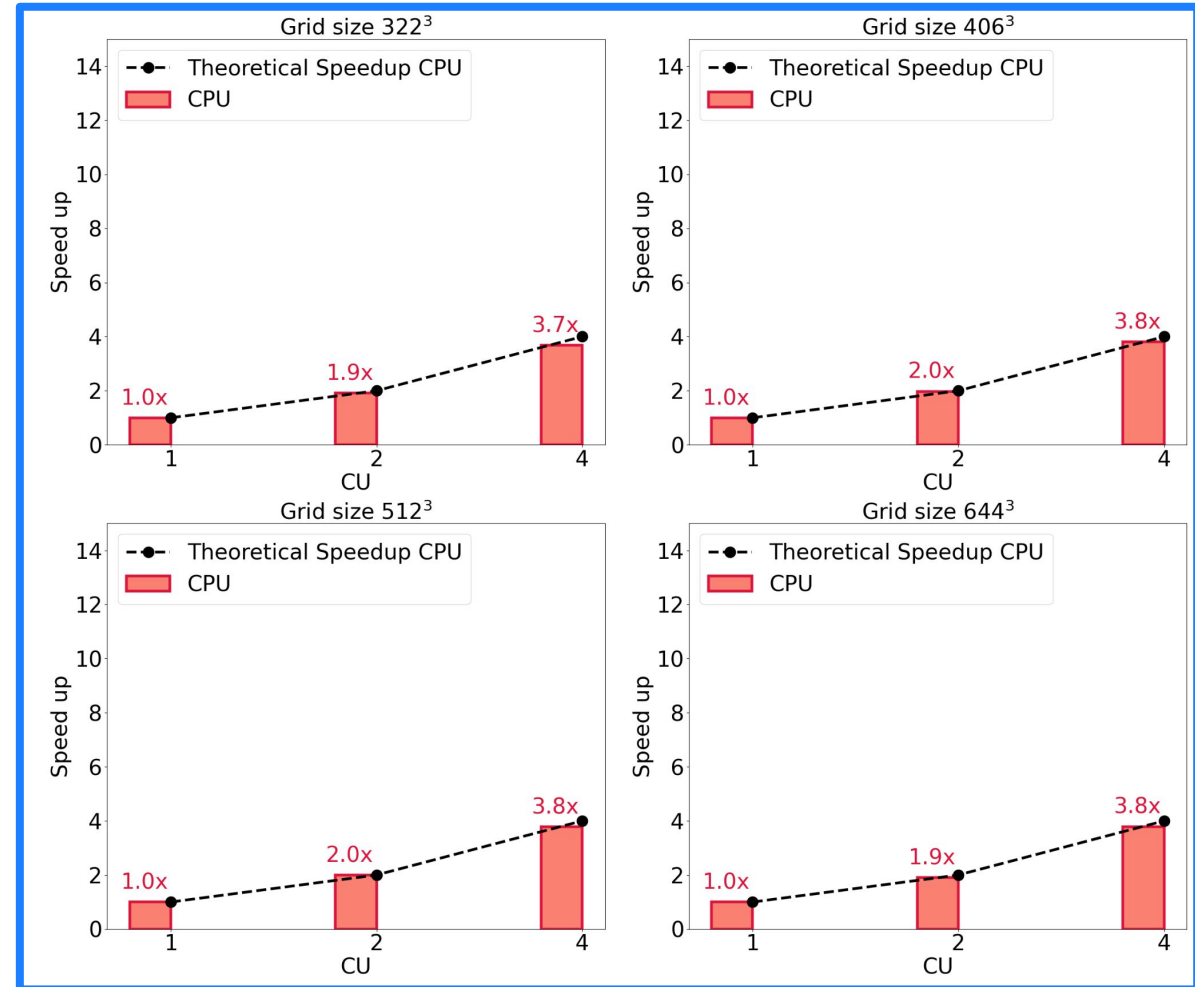 Grid size 322³
14
12
10
8
6
4
2
0
Speed up
Theoretical Speedup CPU
CPU
1.0x
1.9x
3.7x
1
2
4
CU
Grid size 406³
14
12
10
8
6
4
2
0
Speed up
Theoretical Speedup CPU
CPU
1.0x
2.0x
3.8x
1
2
4
CU
Grid size 512³
14
12
10
8
6
4
2
0
Speed up
Theoretical Speedup CPU
CPU
1.0x
2.0x
3.8x
1
2
4
CU
Grid size 644³
14
12
10
8
6
4
2
0
Speed up
Theoretical Speedup CPU
CPU
1.0x
1.9x
3.8x
1
2
4
CU